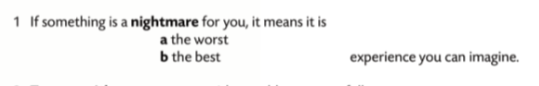 1 If something is a nightmare for you, it means it is
a the worst
b the best experience you can imagine.